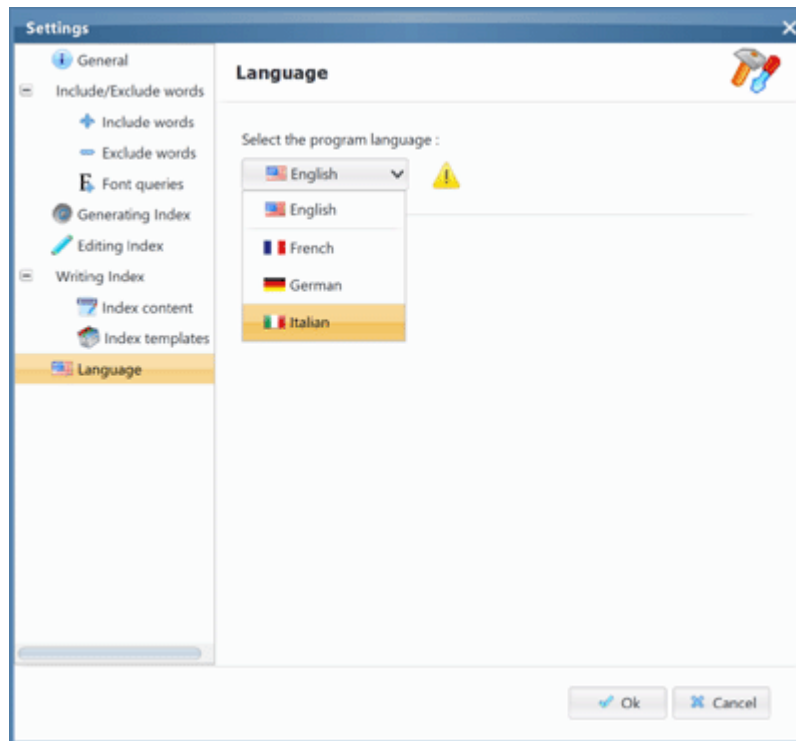 Settings
General
Include/Exclude words
Include words
Exclude words
Font queries
Generating Index
Editing Index
Writing Index
Index content
Index templates
Language
Language
Select the program language :
English
English
French
German
Italian
Ok
Cancel